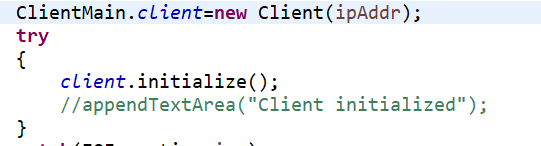 ClientMain.client=new Client(ipAddr);
try
{
client.initialize();
//appendTextArea("Client initialized");
}